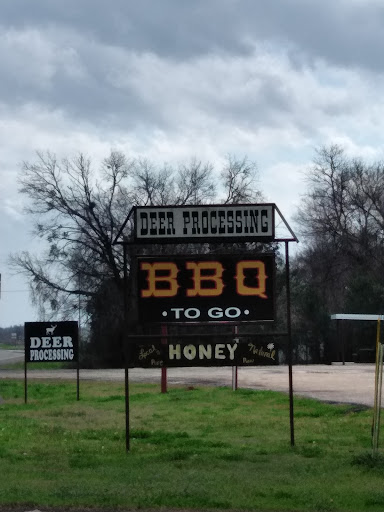 DEER PROCESSING
BBQ
• TO GO •
HONEY
DEER
PROCESSING